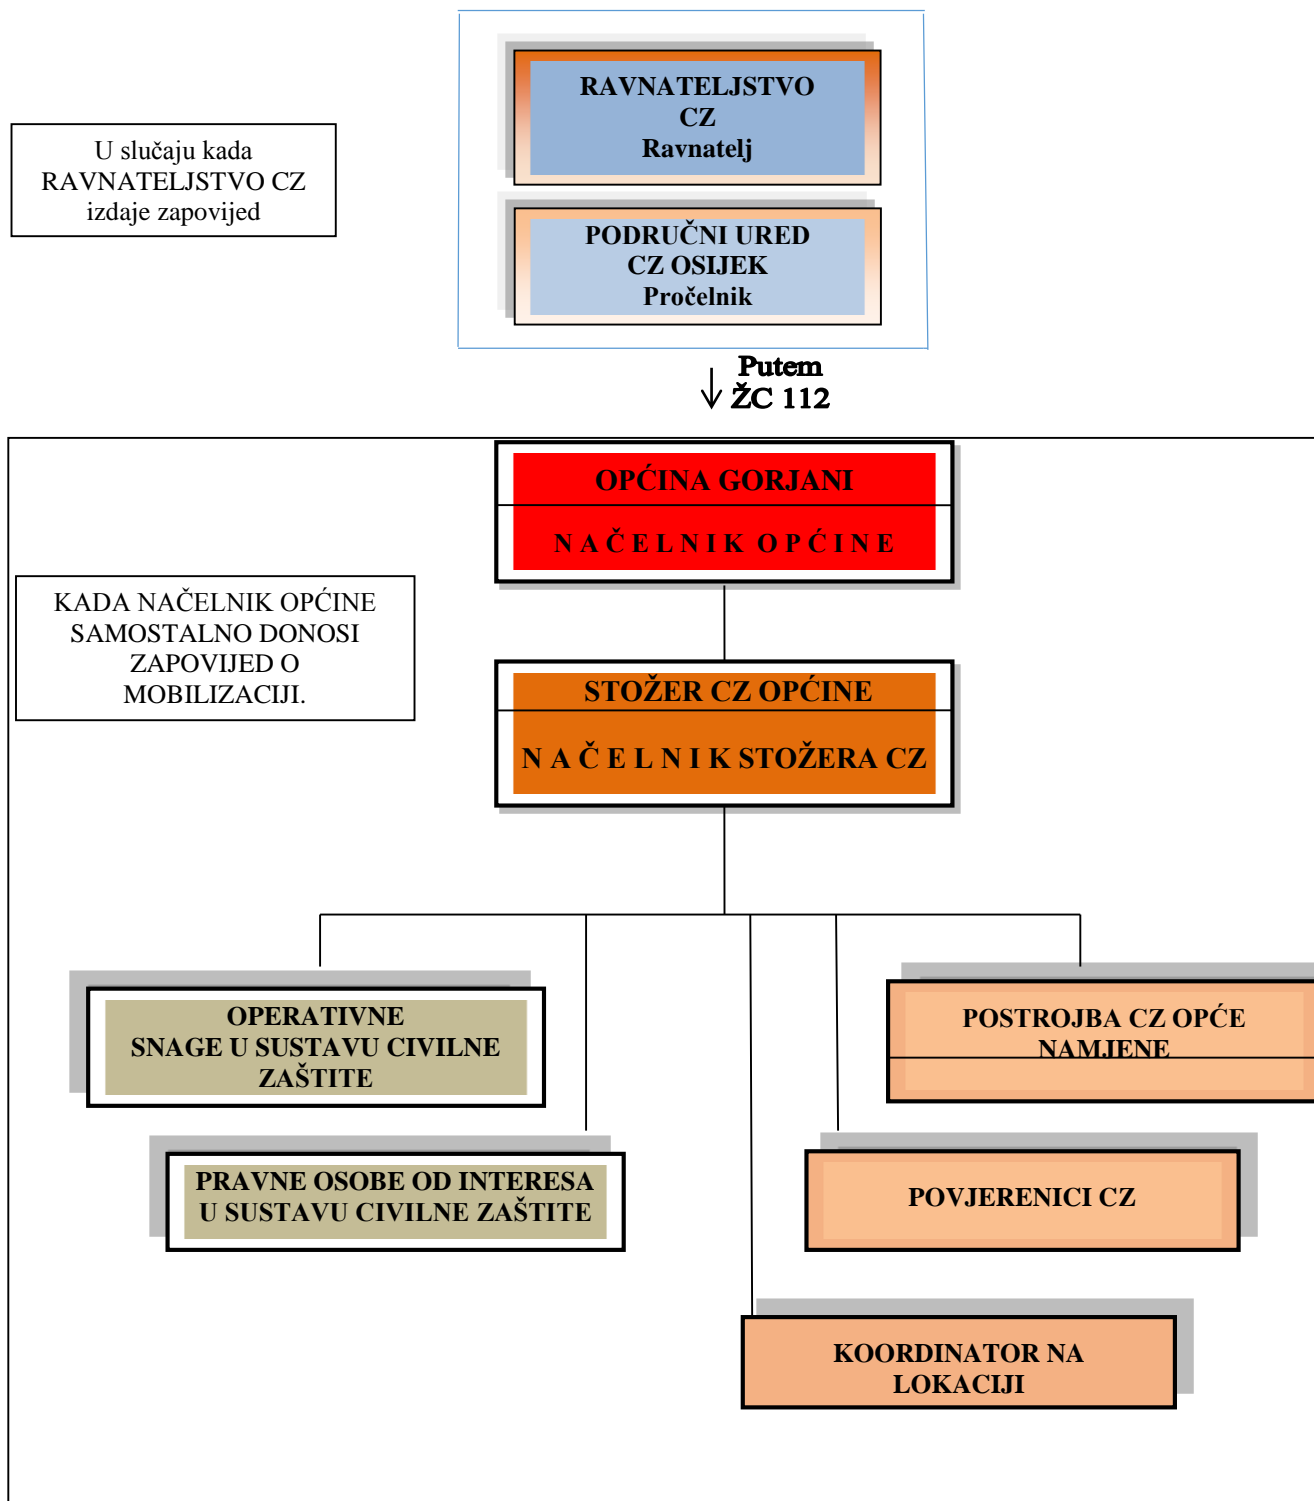 RAVNATELJSTVO
CZ
Ravnatelj
U slučaju kada
RAVNATELJSTVO CZ
izdaje zapovijed
PODRUČNI URED
CZ OSIJEK
Pročelnik
Putem
ŽC 112
OPĆINA GORJANI
N A Č E L N I K  O P Ć I N E
KADA NAČELNIK OPĆINE
SAMOSTALNO DONOSI
ZAPOVIJED O
MOBILIZACIJI.
STOŽER CZ OPĆINE
N A Č E L N I K STOŽERA CZ
OPERATIVNE
SNAGE U SUSTAVU CIVILNE
ZAŠTITE
POSTROJBA CZ OPĆE
NAMJENE
PRAVNE OSOBE OD INTERESA
U SUSTAVU CIVILNE ZAŠTITE
POVJERENICI CZ
KOORDINATOR NA
LOKACIJI